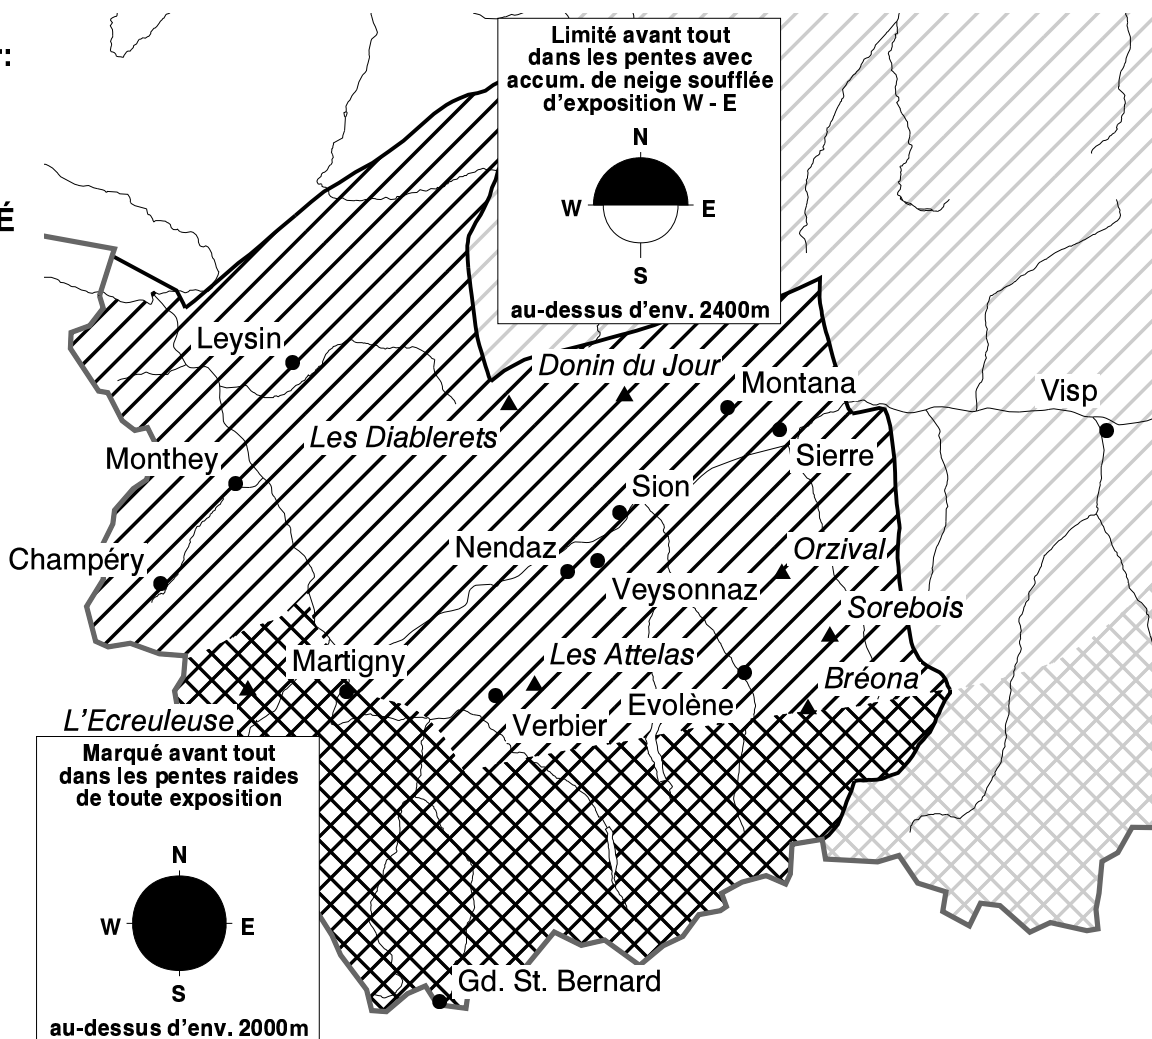 :
Limité avant tout
dans les pentes avec
accum. de neige soufflée
d'exposition W - E
N
W
E
S
au-dessus d'env. 2400m
É
Leysin
Donin du Jour
Montana
Visp
Les Diablerets
Sierre
Monthey
Sion
Champéry
Nendaz
Orzival
Veysonnaz
Sorebois
Martigny
Les Attelas
Bréona
L'Ecreuleuse
Verbier
Evolène
Marqué avant tout
dans les pentes raides
de toute exposition
N
W
E
S
au-dessus d'env. 2000m
Gd. St. Bernard